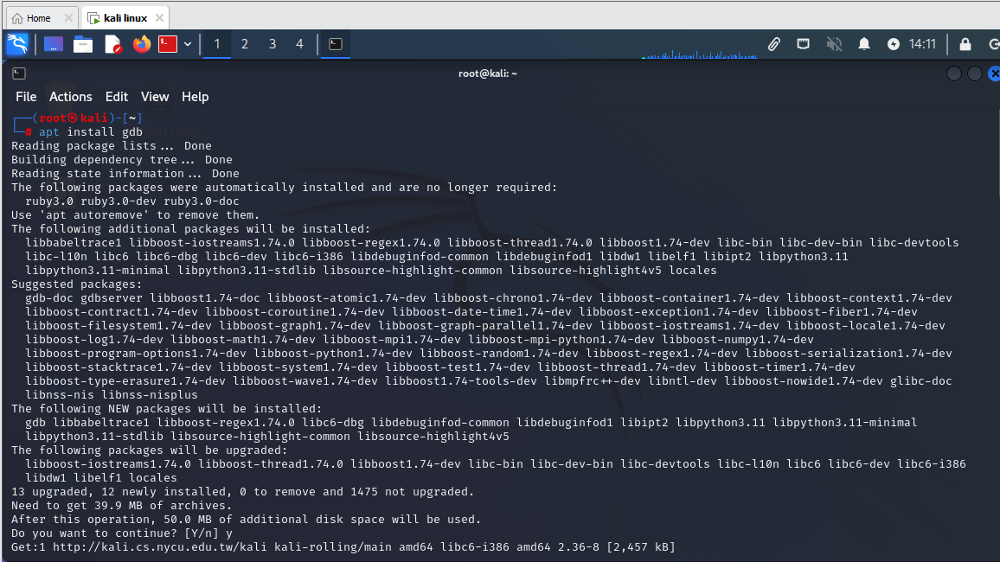 Home
kali linux
1 2 3 4
14:11
root@kali: ~
File Actions Edit View Help
┌──(root㉿kali)-[~]
└─# apt install gdb
Reading package lists... Done
Building dependency tree... Done
Reading state information... Done
The following packages were automatically installed and are no longer required:
ruby3.0 ruby3.0-dev ruby3.0-doc
Use 'apt autoremove' to remove them.
The following additional packages will be installed:
libbabeltrace1 libboost-iostreams1.74.0 libboost-regex1.74.0 libboost-thread1.74.0 libboost1.74-dev libc-bin libc-dev-bin libc-devtools
libc-l10n libc6 libc6-dbg libc6-dev libc6-i386 libdebuginfod-common libdebuginfod1 libdw1 libelf1 libipt2 libpython3.11
libpython3.11-minimal libpython3.11-stdlib libsource-highlight-common libsource-highlight4v5 locales
Suggested packages:
gdb-doc gdbserver libboost1.74-doc libboost-atomic1.74-dev libboost-chrono1.74-dev libboost-container1.74-dev libboost-context1.74-dev
libboost-contract1.74-dev libboost-coroutine1.74-dev libboost-date-time1.74-dev libboost-exception1.74-dev libboost-fiber1.74-dev
libboost-filesystem1.74-dev libboost-graph1.74-dev libboost-graph-parallel1.74-dev libboost-iostreams1.74-dev libboost-locale1.74-dev
libboost-log1.74-dev libboost-math1.74-dev libboost-mpi1.74-dev libboost-mpi-python1.74-dev libboost-numpy1.74-dev
libboost-program-options1.74-dev libboost-python1.74-dev libboost-random1.74-dev libboost-regex1.74-dev libboost-serialization1.74-dev
libboost-stacktrace1.74-dev libboost-system1.74-dev libboost-test1.74-dev libboost-thread1.74-dev libboost-timer1.74-dev
libboost-type-erasure1.74-dev libboost-wave1.74-dev libboost1.74-tools-dev libmpfrc++-dev libntl-dev libboost-nowide1.74-dev glibc-doc
libnss-nis libnss-nisplus
The following NEW packages will be installed:
gdb libbabeltrace1 libboost-regex1.74.0 libc6-dbg libdebuginfod-common libdebuginfod1 libipt2 libpython3.11 libpython3.11-minimal
libpython3.11-stdlib libsource-highlight-common libsource-highlight4v5
The following packages will be upgraded:
libboost-iostreams1.74.0 libboost-thread1.74.0 libboost1.74-dev libc-bin libc-dev-bin libc-devtools libc-l10n libc6 libc6-dev libc6-i386
libdw1 libelf1 locales
13 upgraded, 12 newly installed, 0 to remove and 1475 not upgraded.
Need to get 39.9 MB of archives.
After this operation, 50.0 MB of additional disk space will be used.
Do you want to continue? [Y/n] y
Get:1 http://kali.cs.nycu.edu.tw/kali kali-rolling/main amd64 libc6-i386 amd64 2.36-8 [2,457 kB]